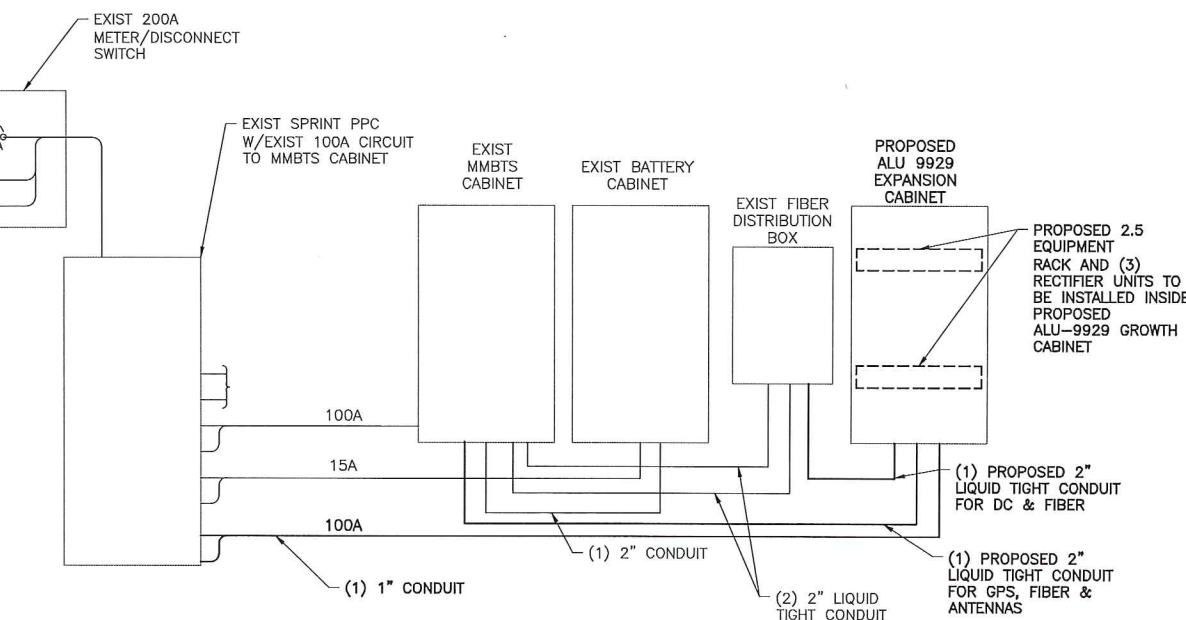 EXIST 200A
METER/DISCONNECT
SWITCH
EXIST SPRINT PPC
W/EXIST 100A CIRCUIT
TO MMBTS CABINET
EXIST
MMBTS
CABINET
EXIST BATTERY
CABINET
EXIST FIBER
DISTRIBUTION
BOX
PROPOSED
ALU 9929
EXPANSION
CABINET
PROPOSED 2.5
EQUIPMENT
RACK AND (3)
RECTIFIER UNITS TO
BE INSTALLED INSIDE
PROPOSED
ALU-9929 GROWTH
CABINET
100A
15A
100A
(1) 1" CONDUIT
(1) 2" CONDUIT
(2) 2" LIQUID
TIGHT CONDUIT
(1) PROPOSED 2"
LIQUID TIGHT CONDUIT
FOR DC & FIBER
(1) PROPOSED 2"
LIQUID TIGHT CONDUIT
FOR GPS, FIBER &
ANTENNAS